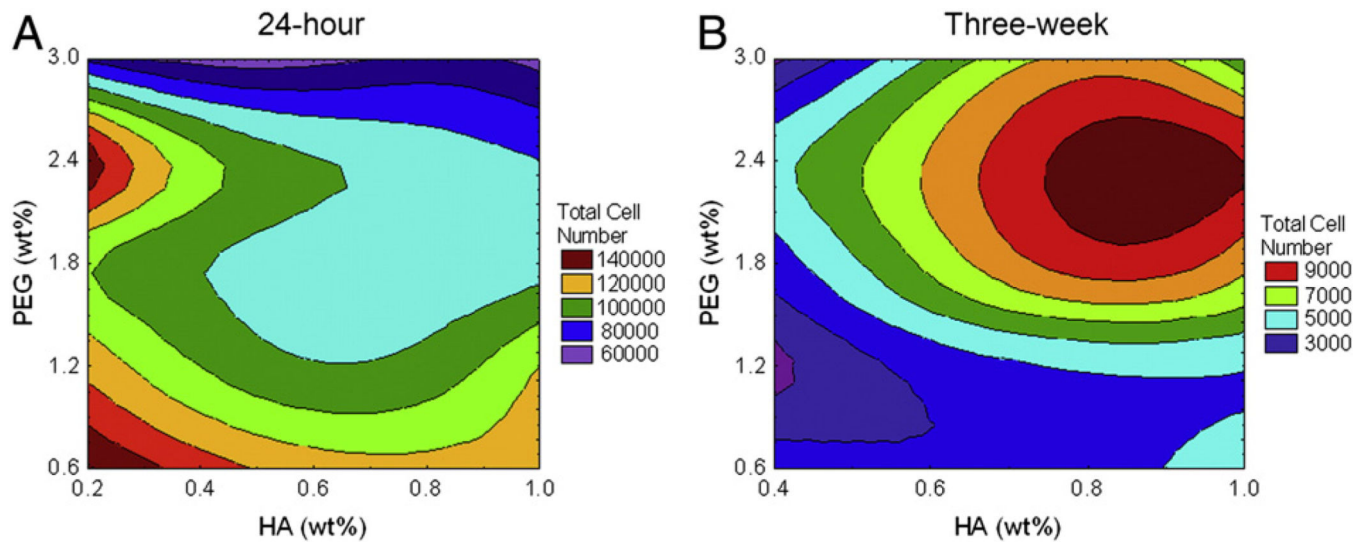 A
24-hour
PEG (wt%)
3.0
2.4
1.8
1.2
0.6
0.2
0.4
0.6
0.8
1.0
HA (wt%)
Total Cell
Number
140000
120000
100000
80000
60000
B
Three-week
PEG (wt%)
3.0
2.4
1.8
1.2
0.6
0.4
0.6
0.8
1.0
HA (wt%)
Total Cell
Number
9000
7000
5000
3000